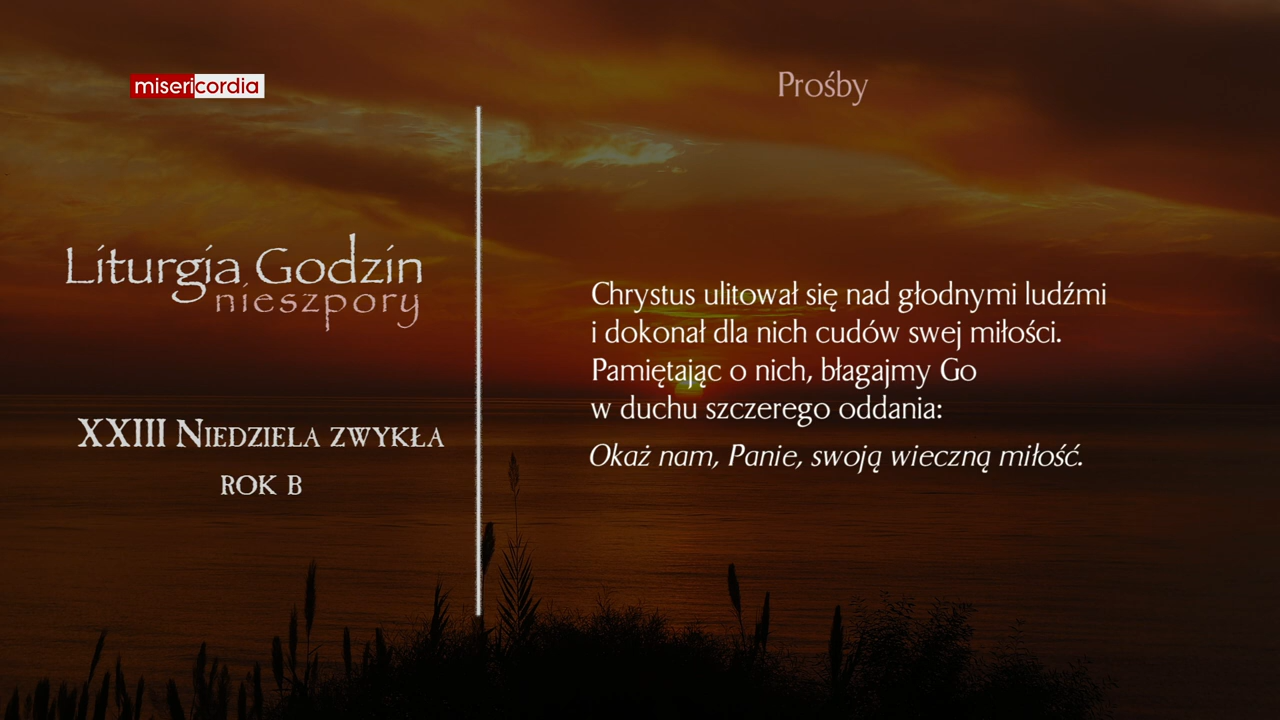 misericordia
Prośby
Liturgia Godzin
nieszpory
XXIII Niedziela zwykła
rok B
Chrystus ulitował się nad głodnymi ludźmi
i dokonał dla nich cudów swej miłości.
Pamiętając o nich, błagajmy Go
w duchu szczerego oddania:
Okaż nam, Panie, swoją wieczną miłość.